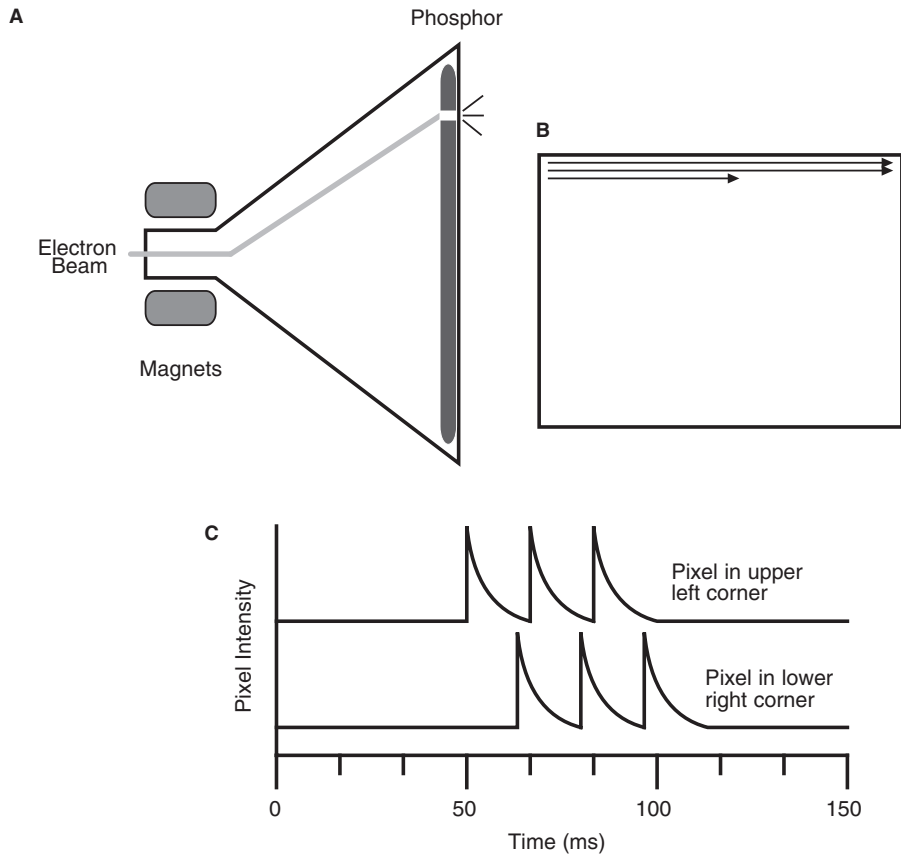 A
Phosphor
B
Electron
Beam
Magnets
C
Pixel Intensity
Pixel in upper
left corner
Pixel in lower
right corner
0
50
100
150
Time (ms)